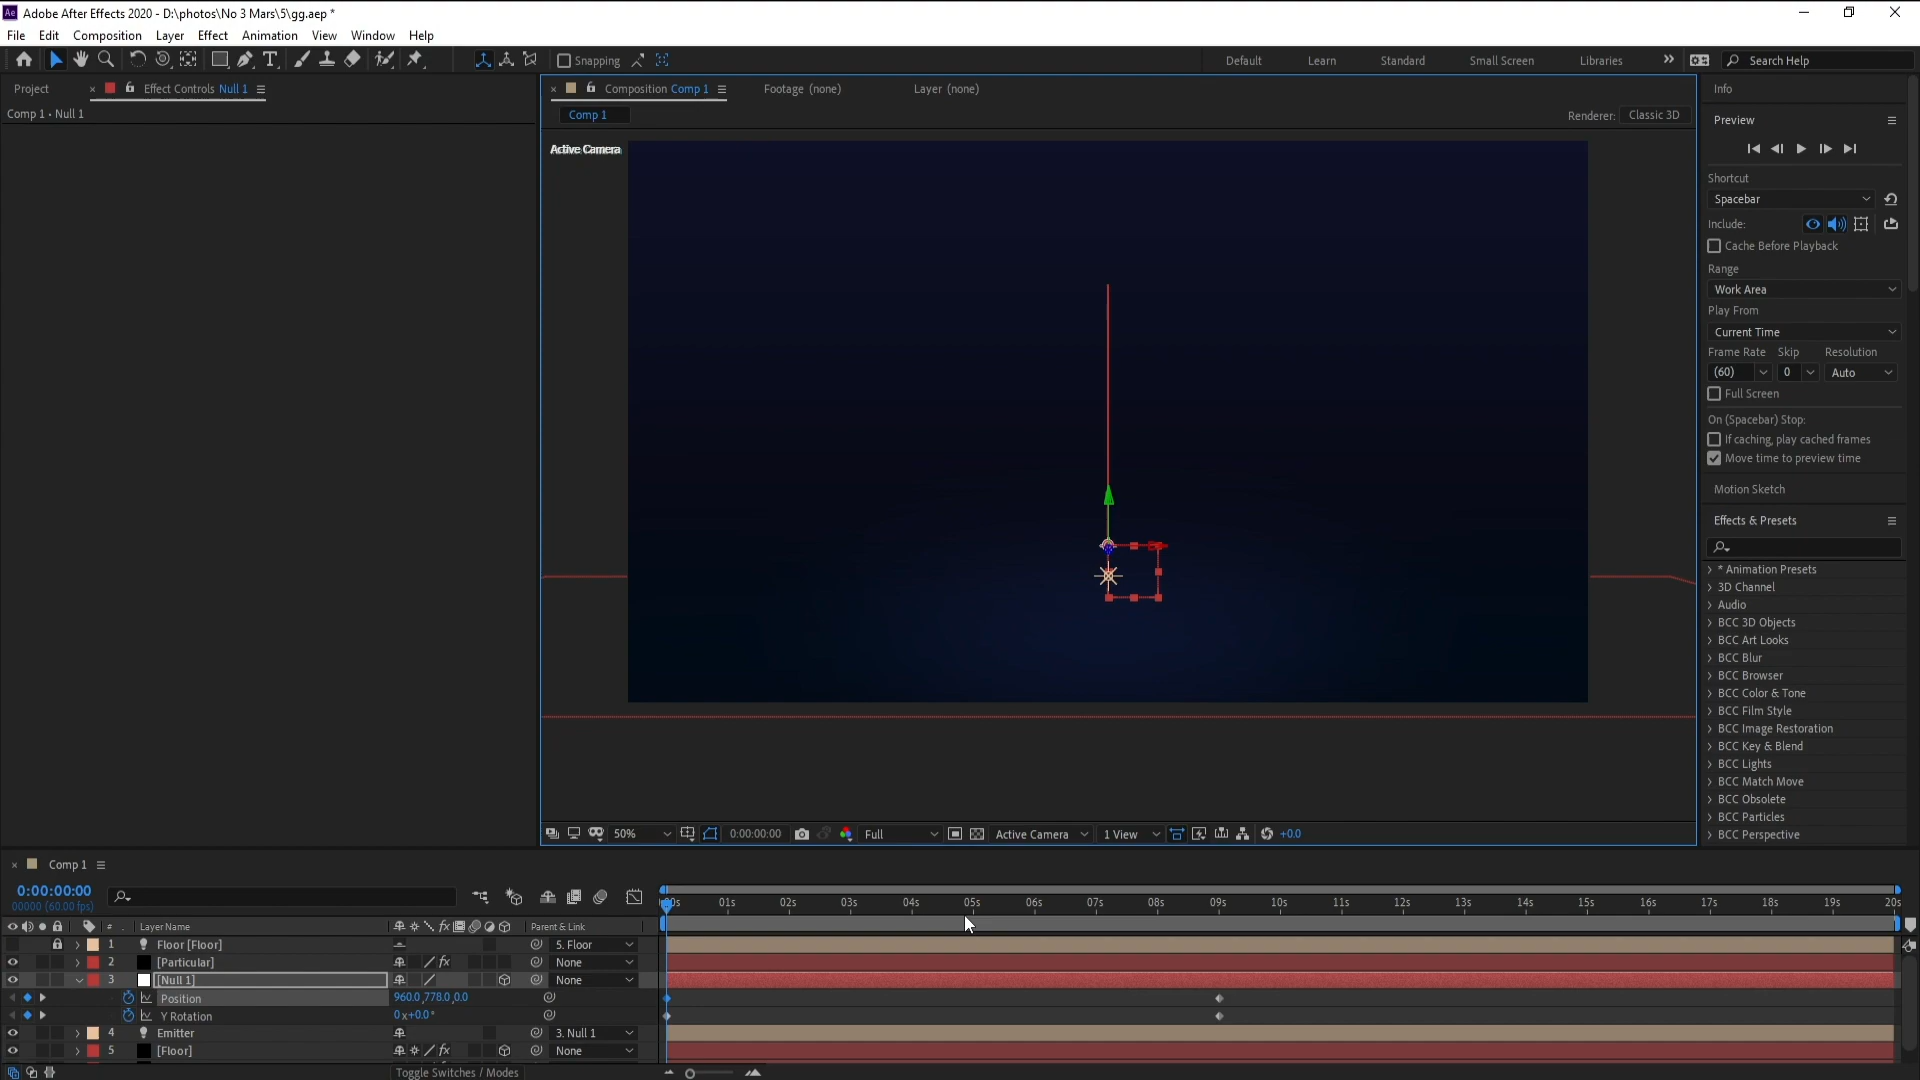 Adobe After Effects 2020 - D:\photos\No 3 Mars\5\gg.aep *
File Edit Composition Layer Effect Animation View Window Help
Snapping Default Learn Standard Small Screen Libraries Search Help
Project Effect Controls Null 1 Composition Comp 1 Footage (none) Layer (none) Info
Comp 1 • Null 1 Comp 1 Renderer: Classic 3D
Active Camera
Preview
Shortcut
Spacebar
Include:
Cache Before Playback
Range
Work Area
Play From
Current Time
Frame Rate Skip Resolution
(60) 0 Auto
Full Screen
On (Spacebar) Stop:
If caching, play cached frames
Move time to preview time
Motion Sketch
Effects & Presets
* Animation Presets
3D Channel
Audio
BCC 3D Objects
BCC Art Looks
BCC Blur
BCC Browser
BCC Color & Tone
BCC Film Style
BCC Image Restoration
BCC Key & Blend
BCC Lights
BCC Match Move
BCC Obsolete
BCC Particles
BCC Perspective
50% 0:00:00:00 Full Active Camera 1 View +0.0
Comp 1
0:00:00:00
00000 (60.00 fps)
01s 02s 03s 04s 05s 06s 07s 08s 09s 10s 11s 12s 13s 14s 15s 16s 17s 18s 19s 20s
# Layer Name Parent & Link
1 Floor [Floor] 5. Floor
2 [Particular] None
3 [Null 1] None
Position 960.0,778.0,0.0
Y Rotation 0x+0.0°
4 Emitter 3. Null 1
5 [Floor] None
Toggle Switches / Modes